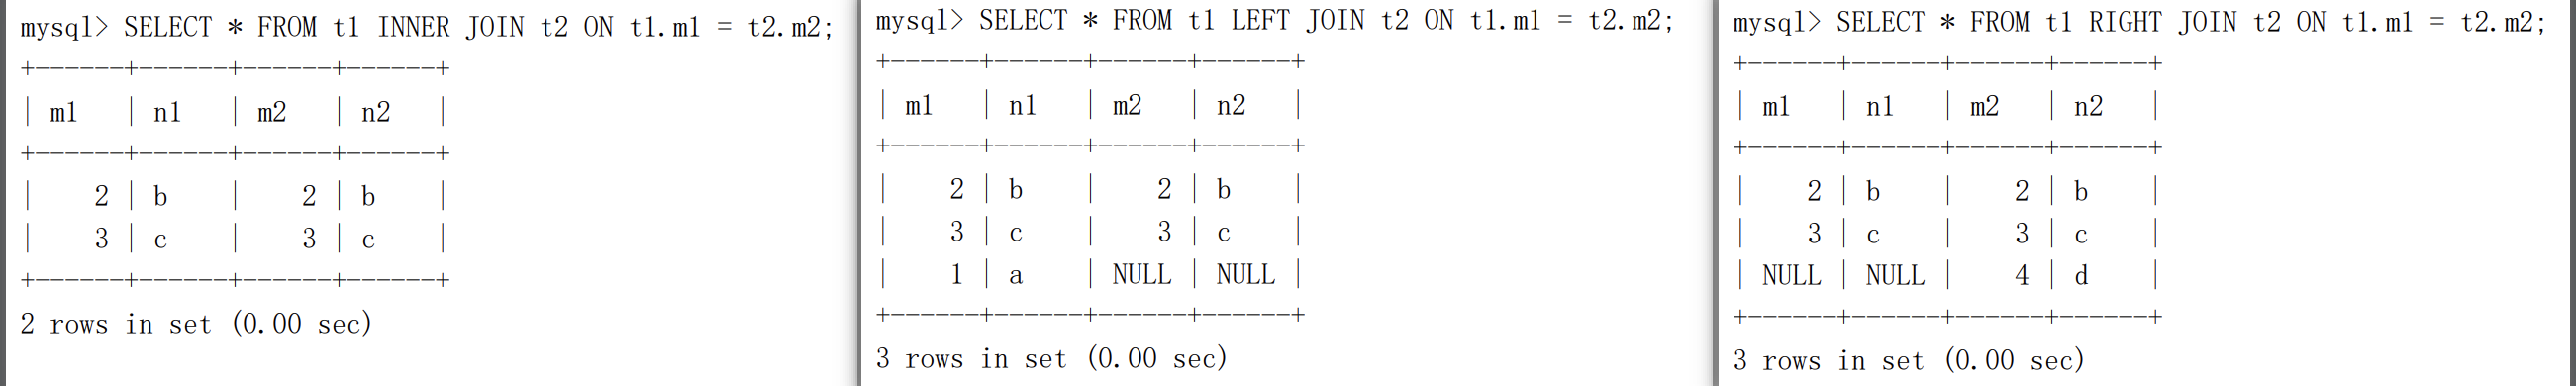 mysql> SELECT * FROM t1 INNER JOIN t2 ON t1.m1 = t2.m2;
+------+------+------+------+
| m1   | n1   | m2   | n2   |
+------+------+------+------+
|    2 | b    |    2 | b    |
|    3 | c    |    3 | c    |
+------+------+------+------+
2 rows in set (0.00 sec)
mysql> SELECT * FROM t1 LEFT JOIN t2 ON t1.m1 = t2.m2;
+------+------+------+------+
| m1   | n1   | m2   | n2   |
+------+------+------+------+
|    2 | b    |    2 | b    |
|    3 | c    |    3 | c    |
|    1 | a    | NULL | NULL |
+------+------+------+------+
3 rows in set (0.00 sec)
mysql> SELECT * FROM t1 RIGHT JOIN t2 ON t1.m1 = t2.m2;
+------+------+------+------+
| m1   | n1   | m2   | n2   |
+------+------+------+------+
|    2 | b    |    2 | b    |
|    3 | c    |    3 | c    |
| NULL | NULL |    4 | d    |
+------+------+------+------+
3 rows in set (0.00 sec)